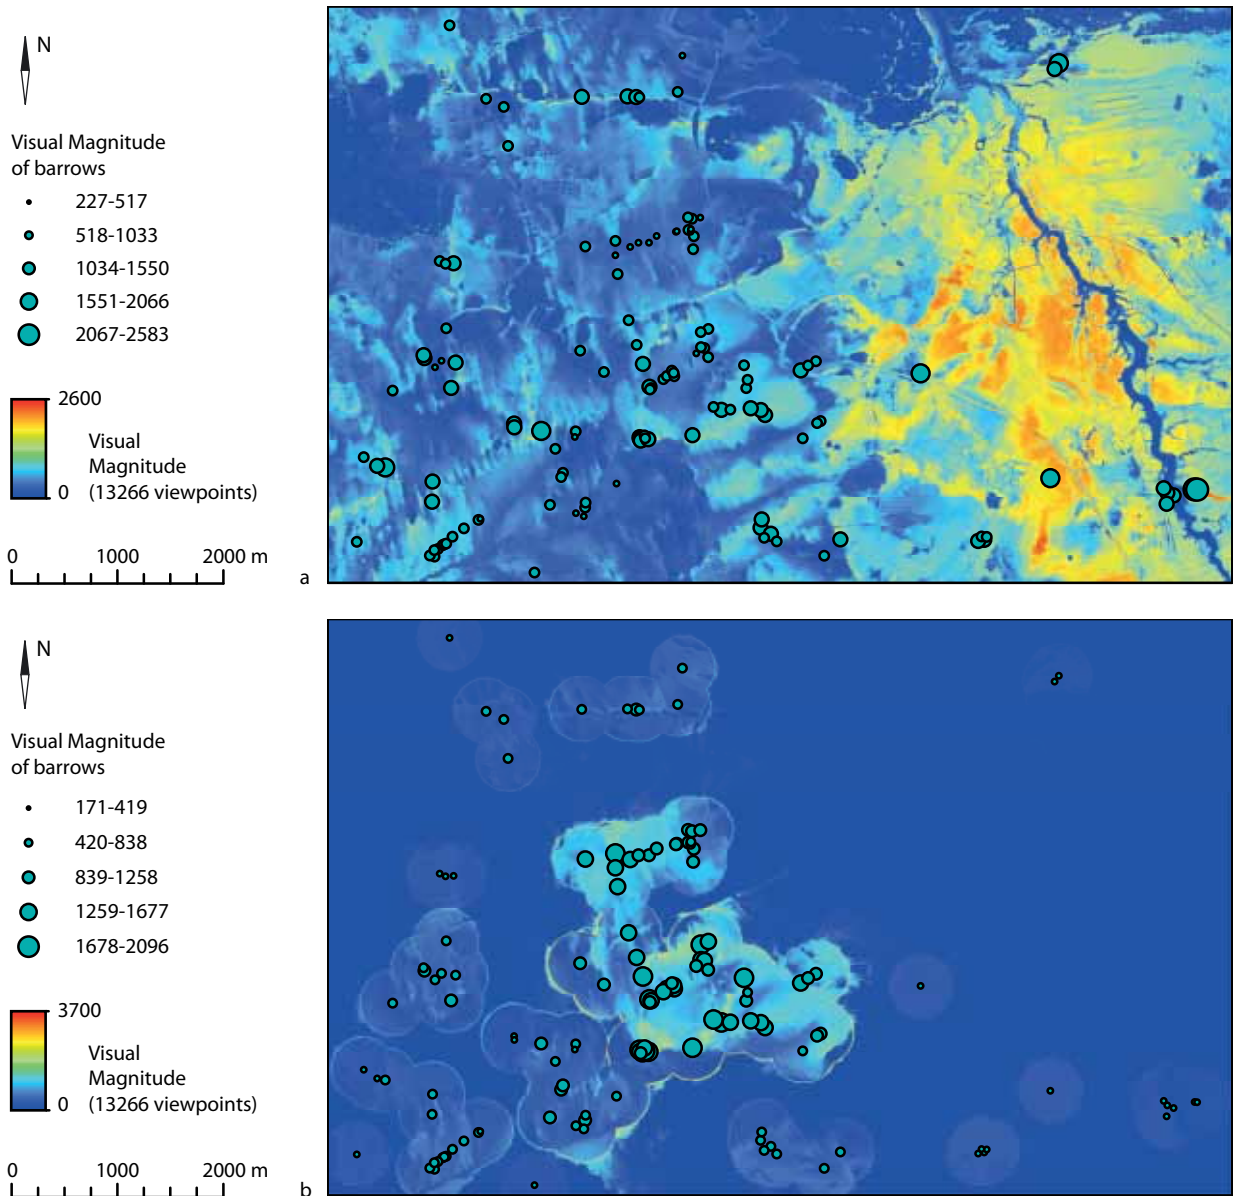 N
Visual Magnitude
of barrows
227-517
518-1033
1034-1550
1551-2066
2067-2583
2600
Visual
Magnitude
0 (13266 viewpoints)
0 1000 2000 m
a
N
Visual Magnitude
of barrows
171-419
420-838
839-1258
1259-1677
1678-2096
3700
Visual
Magnitude
0 (13266 viewpoints)
0 1000 2000 m
b